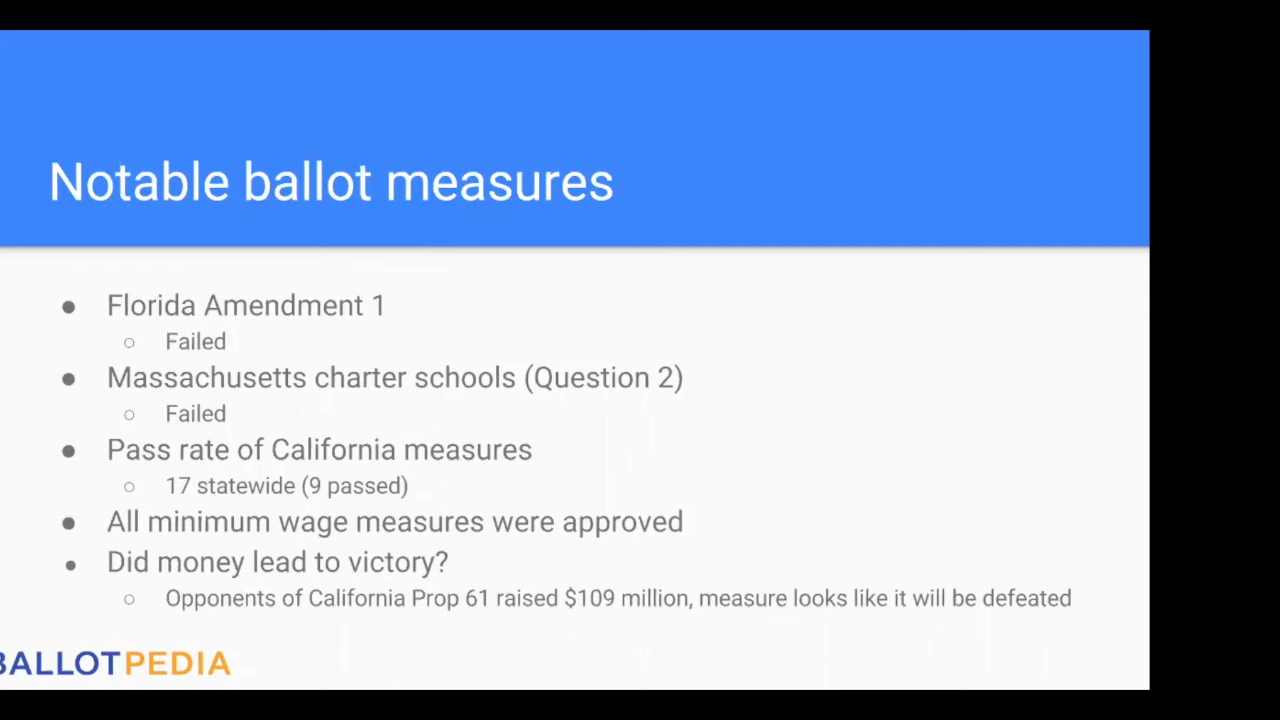 Notable ballot measures
● Florida Amendment 1
○ Failed
● Massachusetts charter schools (Question 2)
○ Failed
● Pass rate of California measures
○ 17 statewide (9 passed)
● All minimum wage measures were approved
● Did money lead to victory?
○ Opponents of California Prop 61 raised $109 million, measure looks like it will be defeated
BALLOTPEDIA